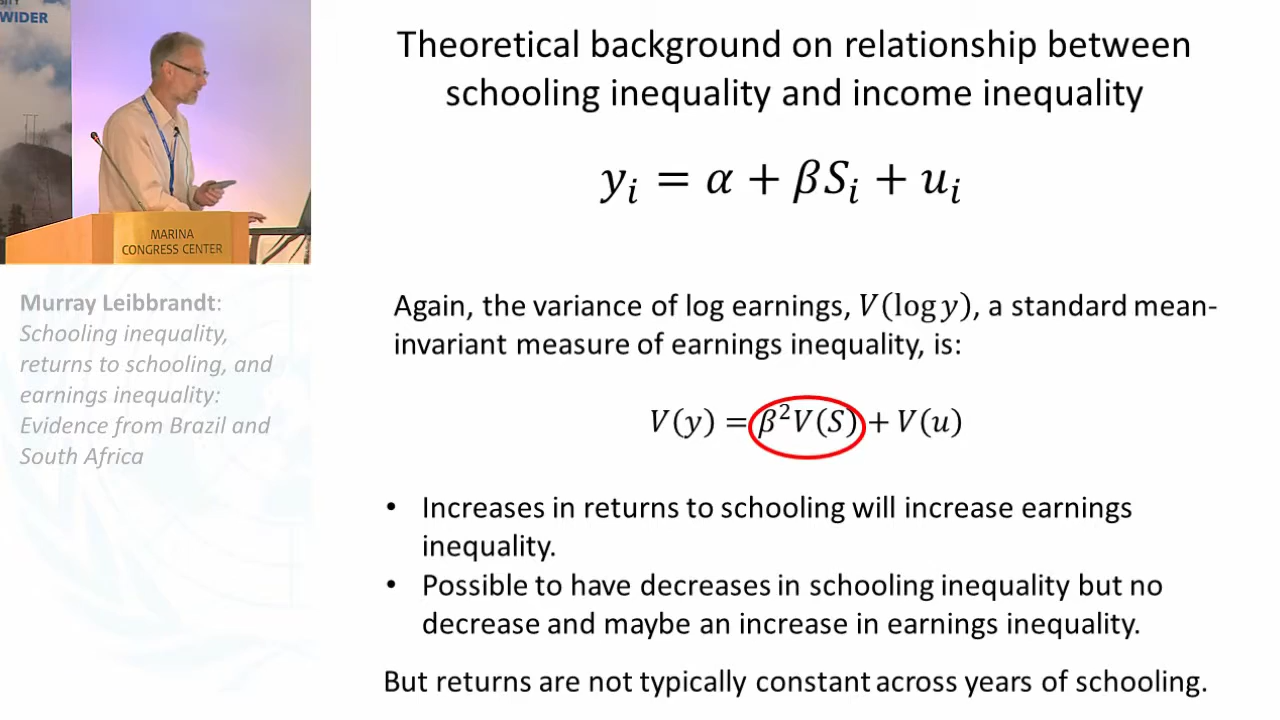 WIDER
MARINA
CONGRESS CENTER
Murray Leibbrandt:
Schooling inequality,
returns to schooling, and
earnings inequality:
Evidence from Brazil and
South Africa
Theoretical background on relationship between
schooling inequality and income inequality
yᵢ = α + βSᵢ + uᵢ
Again, the variance of log earnings, V(log y), a standard mean-
invariant measure of earnings inequality, is:
V(y) = β²V(S) + V(u)
• Increases in returns to schooling will increase earnings
inequality.
• Possible to have decreases in schooling inequality but no
decrease and maybe an increase in earnings inequality.
But returns are not typically constant across years of schooling.